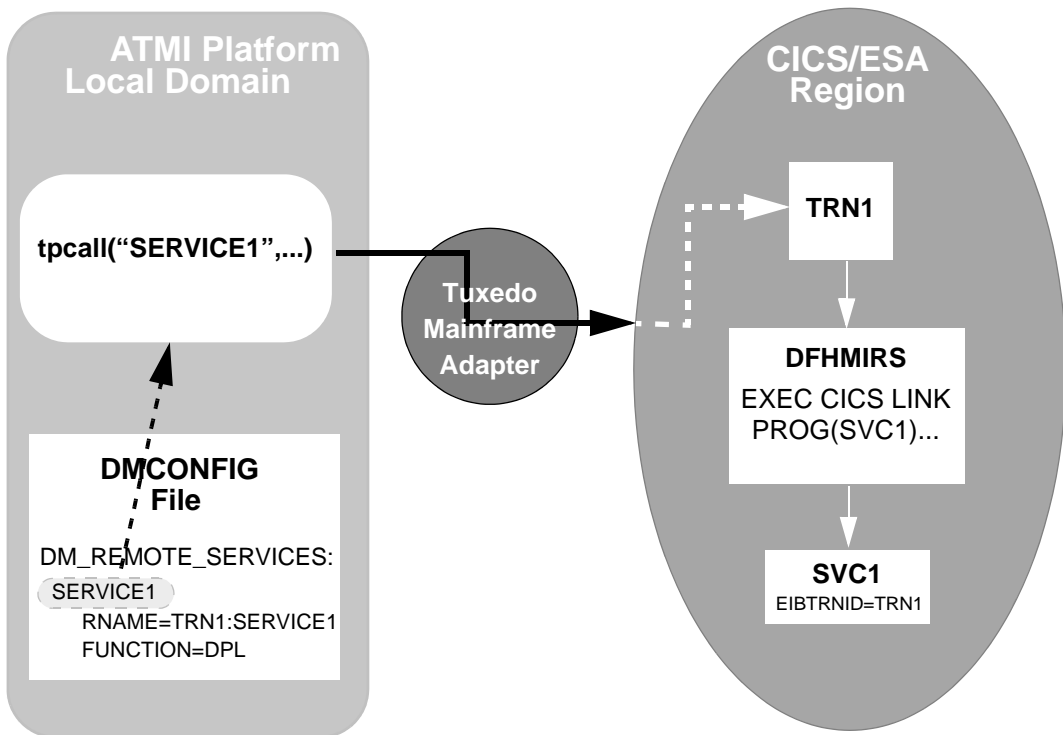 ATMI Platform
Local Domain
tpcall(“SERVICE1”,...)
DMCONFIG
File
DM_REMOTE_SERVICES:
SERVICE1
RNAME=TRN1:SERVICE1
FUNCTION=DPL
Tuxedo
Mainframe
Adapter
CICS/ESA
Region
TRN1
DFHMIRS
EXEC CICS LINK
PROG(SVC1)...
SVC1
EIBTRNID=TRN1